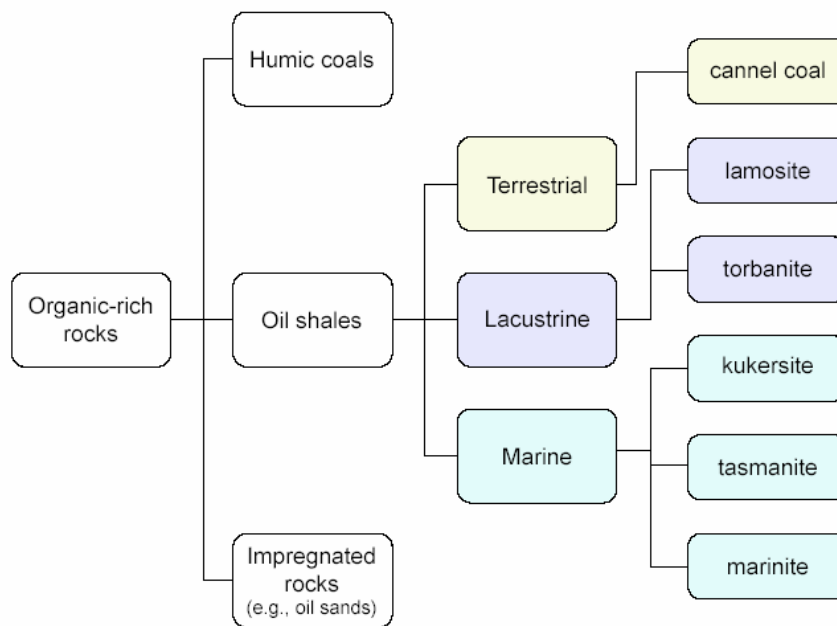 Humic coals
cannel coal
Terrestrial
lamosite
torbanite
Organic-rich
rocks
Oil shales
Lacustrine
kukersite
Marine
tasmanite
Impregnated
rocks
(e.g., oil sands)
marinite